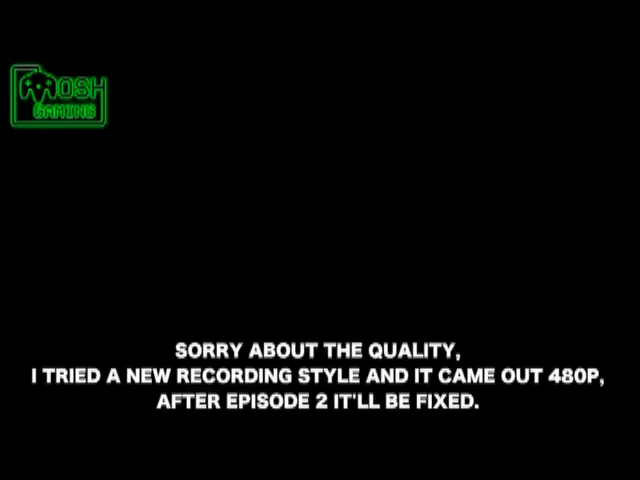 MOSH
GAMING
SORRY ABOUT THE QUALITY,
I TRIED A NEW RECORDING STYLE AND IT CAME OUT 480P,
AFTER EPISODE 2 IT'LL BE FIXED.